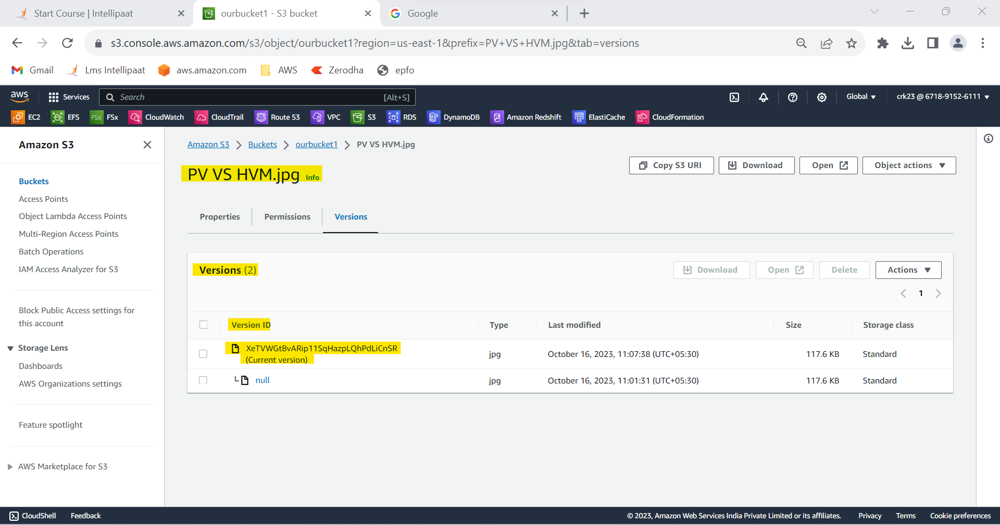 Start Course | Intellipaat
ourbucket1 - S3 bucket
Google
s3.console.aws.amazon.com/s3/object/ourbucket1?region=us-east-1&prefix=PV+VS+HVM.jpg&tab=versions
Gmail
Lms Intellipaat
aws.amazon.com
AWS
Zerodha
epfo
aws
Services
Search
[Alt+S]
Global
crk23 @ 6718-9152-6111
EC2
EFS
FSx
FSx
CloudWatch
CloudTrail
Route 53
VPC
S3
RDS
DynamoDB
Amazon Redshift
ElastiCache
CloudFormation
Amazon S3
Buckets
Access Points
Object Lambda Access Points
Multi-Region Access Points
Batch Operations
IAM Access Analyzer for S3
Block Public Access settings for
this account
Storage Lens
Dashboards
AWS Organizations settings
Feature spotlight
AWS Marketplace for S3
Amazon S3 > Buckets > ourbucket1 > PV VS HVM.jpg
PV VS HVM.jpg Info
Copy S3 URI
Download
Open
Object actions
Properties
Permissions
Versions
Versions (2)
Download
Open
Delete
Actions
1
Version ID
Type
Last modified
Size
Storage class
XeTVWGtBvARip11SqHazpLQhPdLiCnSR
(Current version)
jpg
October 16, 2023, 11:07:38 (UTC+05:30)
117.6 KB
Standard
null
jpg
October 16, 2023, 11:01:31 (UTC+05:30)
117.6 KB
Standard
CloudShell
Feedback
© 2023, Amazon Web Services India Private Limited or its affiliates.
Privacy
Terms
Cookie preferences